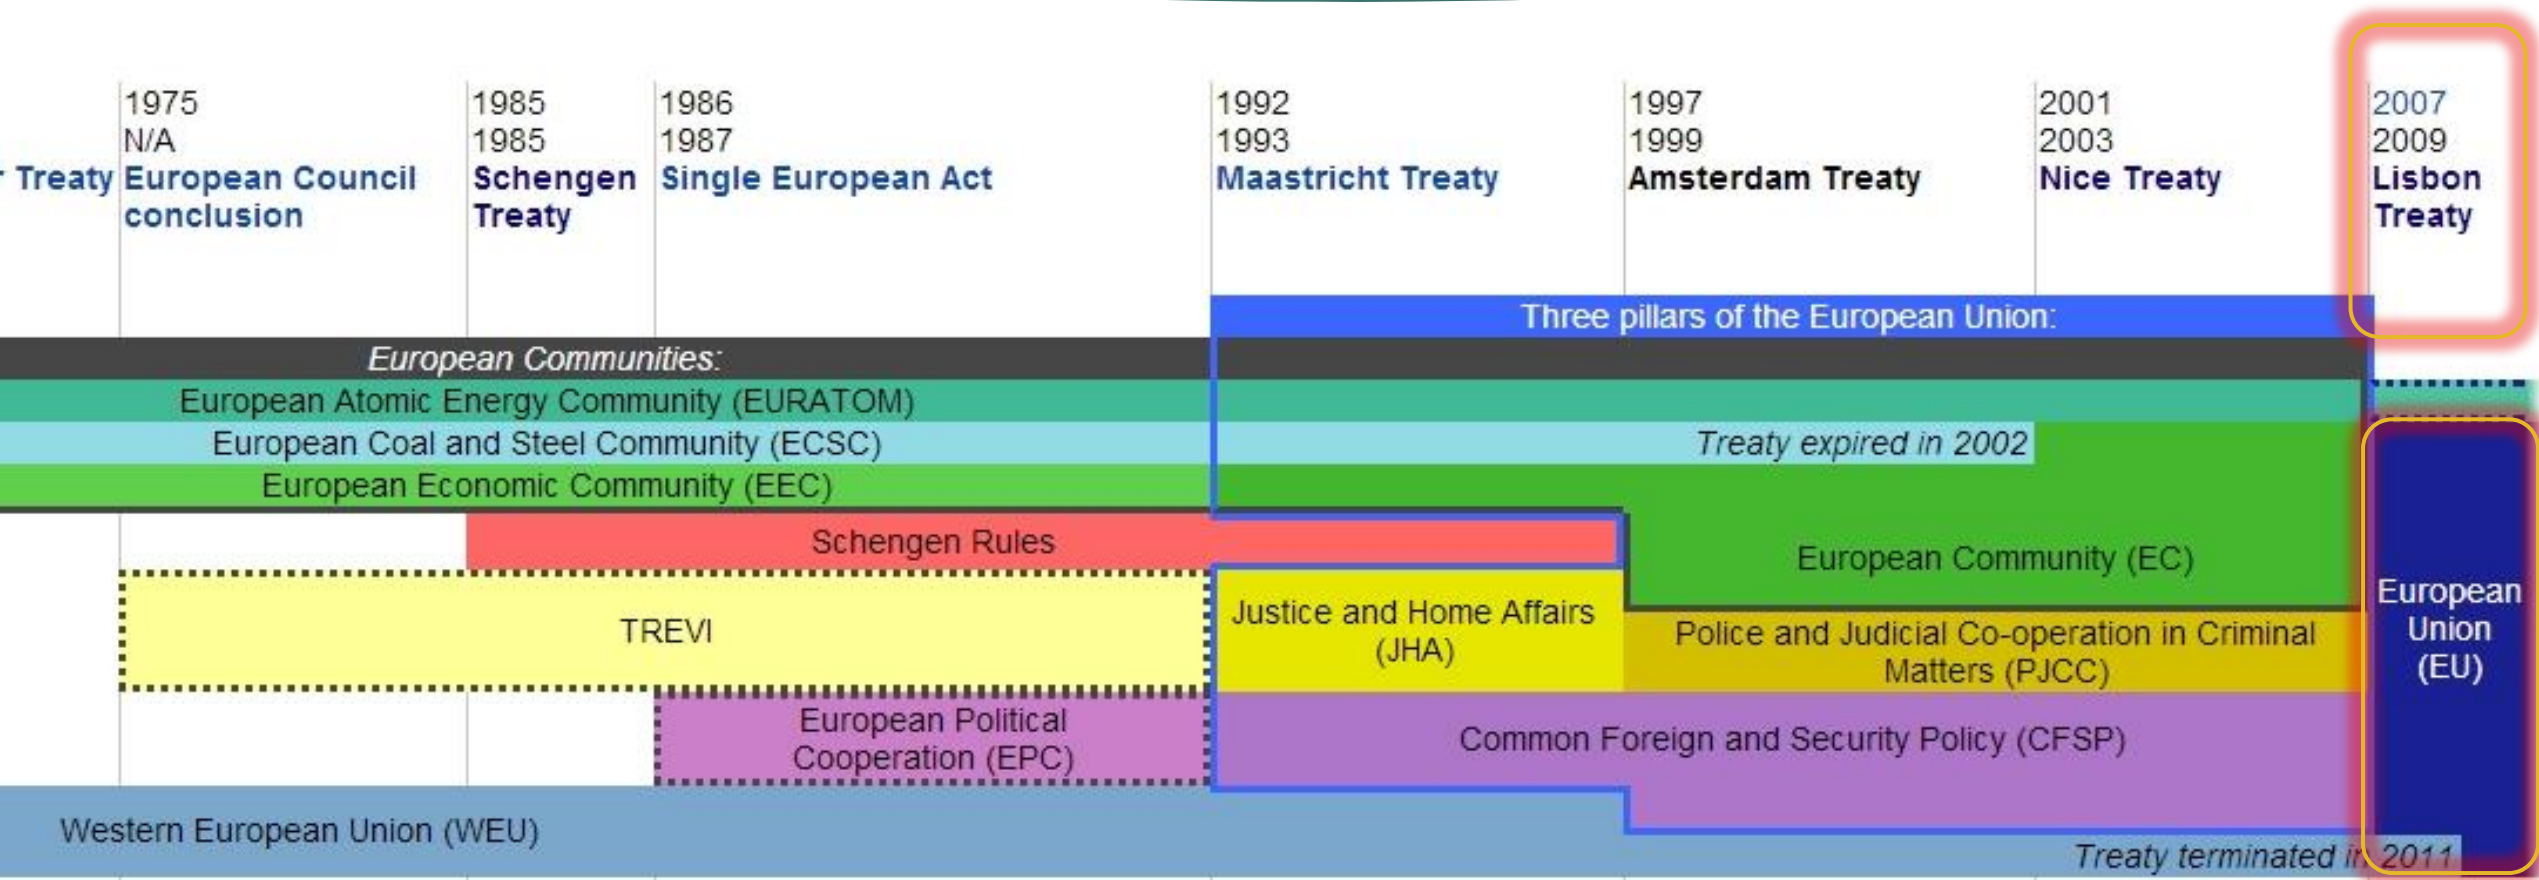 1975
N/A
European Council
conclusion
1985
1985
Schengen
Treaty
1986
1987
Single European Act
1992
1993
Maastricht Treaty
1997
1999
Amsterdam Treaty
2001
2003
Nice Treaty
2007
2009
Lisbon
Treaty
Treaty
Three pillars of the European Union:
European Communities:
European Atomic Energy Community (EURATOM)
European Coal and Steel Community (ECSC)
Treaty expired in 2002
European Economic Community (EEC)
Schengen Rules
European Community (EC)
TREVI
Justice and Home Affairs
(JHA)
Police and Judicial Co-operation in Criminal
Matters (PJCC)
European
Union
(EU)
European Political
Cooperation (EPC)
Common Foreign and Security Policy (CFSP)
Western European Union (WEU)
Treaty terminated in 2011